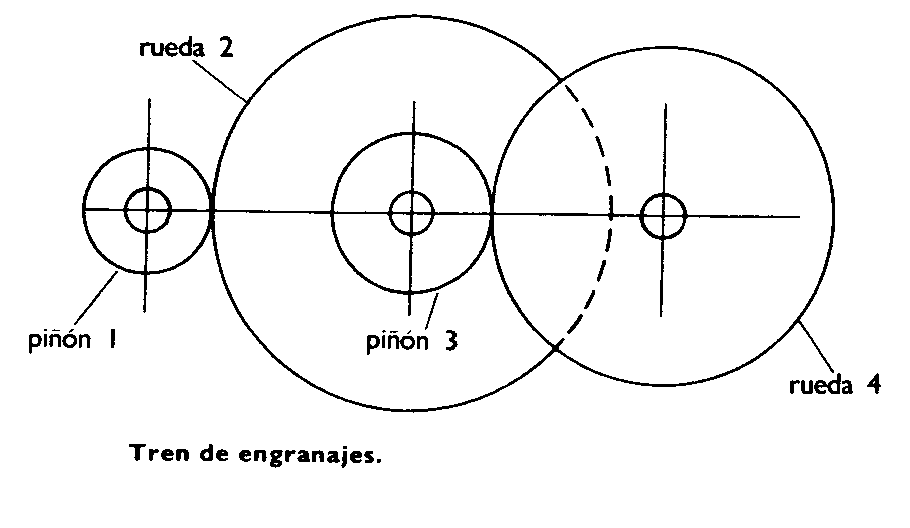 rueda 2
piñón 1
piñón 3
rueda 4
Tren de engranajes.